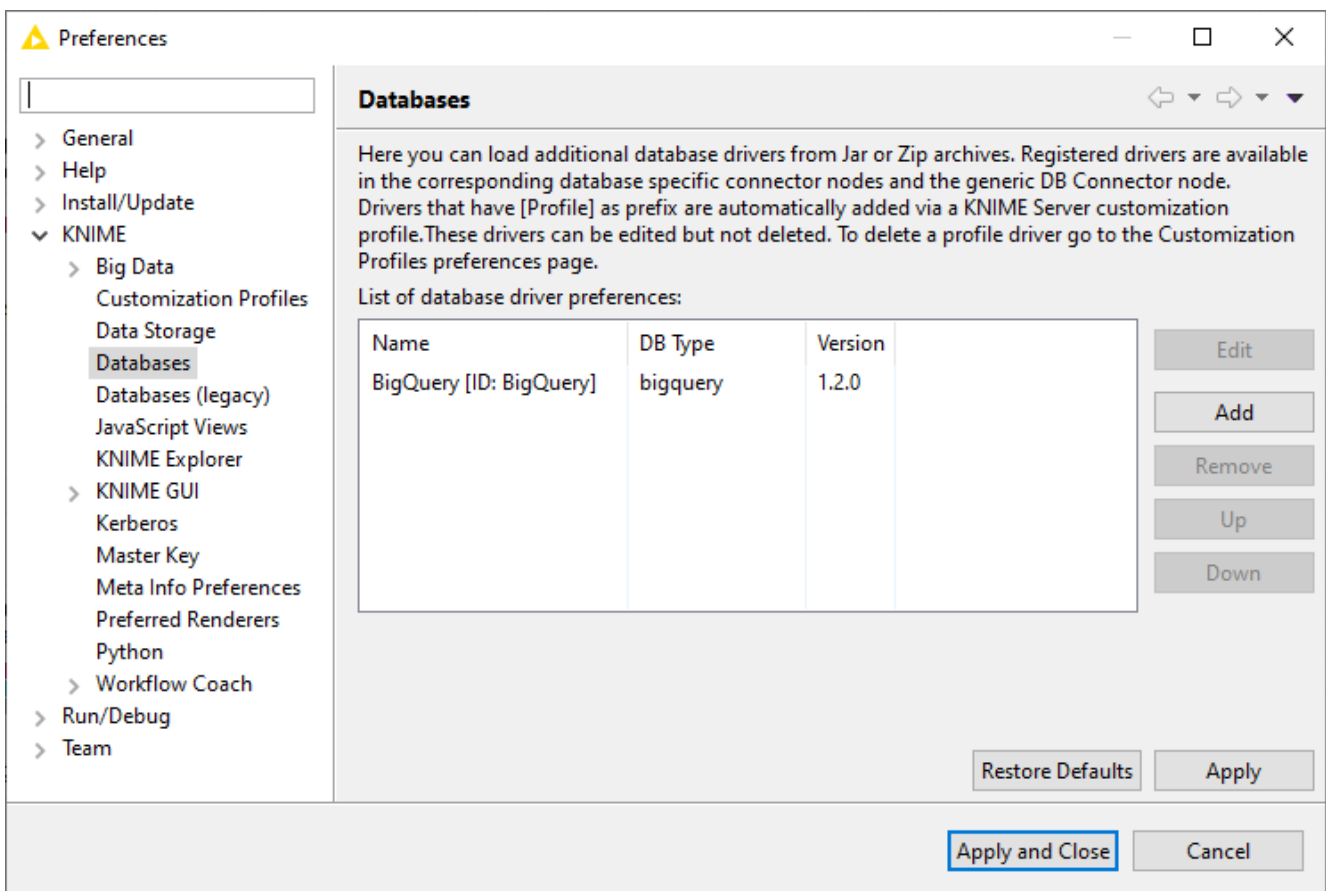 Preferences
Databases
General
Help
Install/Update
KNIME
Big Data
Customization Profiles
Data Storage
Databases
Databases (legacy)
JavaScript Views
KNIME Explorer
KNIME GUI
Kerberos
Master Key
Meta Info Preferences
Preferred Renderers
Python
Workflow Coach
Run/Debug
Team
Here you can load additional database drivers from Jar or Zip archives. Registered drivers are available
in the corresponding database specific connector nodes and the generic DB Connector node.
Drivers that have [Profile] as prefix are automatically added via a KNIME Server customization
profile.These drivers can be edited but not deleted. To delete a profile driver go to the Customization
Profiles preferences page.
List of database driver preferences:
Name DB Type Version
BigQuery [ID: BigQuery] bigquery 1.2.0
Edit
Add
Remove
Up
Down
Restore Defaults Apply
Apply and Close Cancel